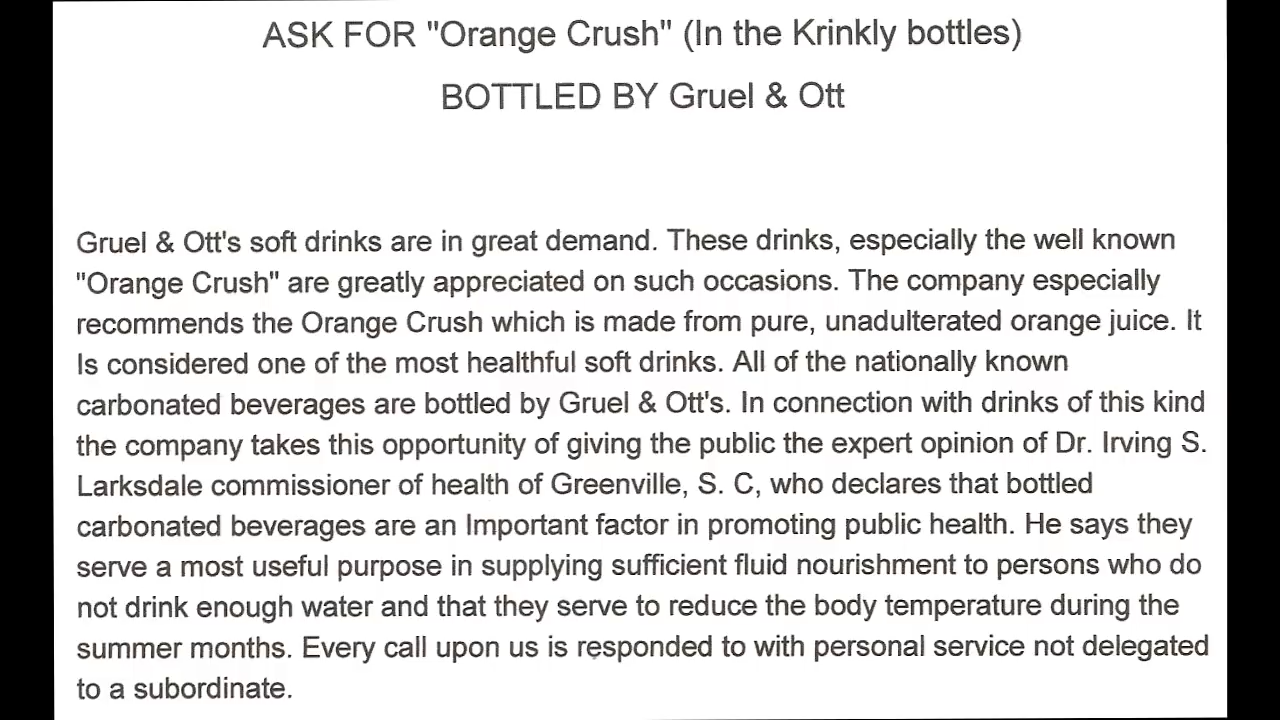 ASK FOR "Orange Crush" (In the Krinkly bottles)
BOTTLED BY Gruel & Ott
Gruel & Ott's soft drinks are in great demand. These drinks, especially the well known
"Orange Crush" are greatly appreciated on such occasions. The company especially
recommends the Orange Crush which is made from pure, unadulterated orange juice. It
Is considered one of the most healthful soft drinks. All of the nationally known
carbonated beverages are bottled by Gruel & Ott's. In connection with drinks of this kind
the company takes this opportunity of giving the public the expert opinion of Dr. Irving S.
Larksdale commissioner of health of Greenville, S. C, who declares that bottled
carbonated beverages are an Important factor in promoting public health. He says they
serve a most useful purpose in supplying sufficient fluid nourishment to persons who do
not drink enough water and that they serve to reduce the body temperature during the
summer months. Every call upon us is responded to with personal service not delegated
to a subordinate.